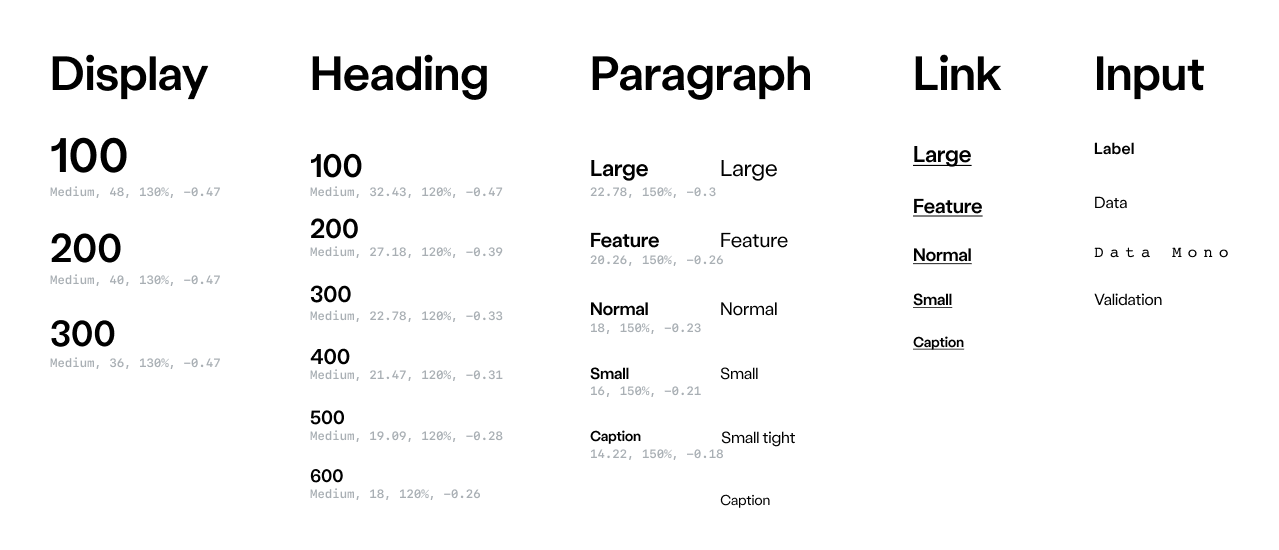 Display
100
Medium, 48, 130%, −0.47
200
Medium, 40, 130%, −0.47
300
Medium, 36, 130%, −0.47
Heading
100
Medium, 32.43, 120%, −0.47
200
Medium, 27.18, 120%, −0.39
300
Medium, 22.78, 120%, −0.33
400
Medium, 21.47, 120%, −0.31
500
Medium, 19.09, 120%, −0.28
600
Medium, 18, 120%, −0.26
Paragraph
Large Large
22.78, 150%, −0.3
Feature Feature
20.26, 150%, −0.26
Normal Normal
18, 150%, −0.23
Small Small
16, 150%, −0.21
Caption Small tight
14.22, 150%, −0.18
Caption
Link
Large
Feature
Normal
Small
Caption
Input
Label
Data
Data Mono
Validation